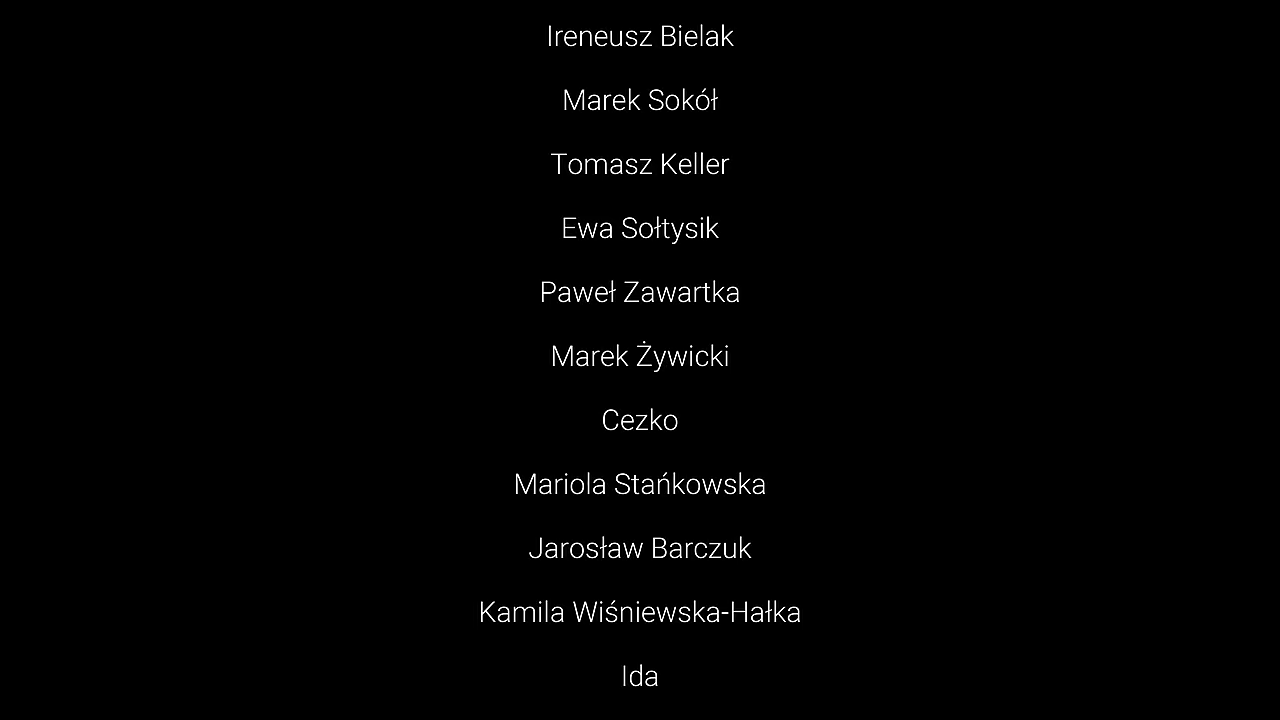 Ireneusz Bielak
Marek Sokół
Tomasz Keller
Ewa Sołtysik
Paweł Zawartka
Marek Żywicki
Cezko
Mariola Stańkowska
Jarosław Barczuk
Kamila Wiśniewska-Hałka
Ida